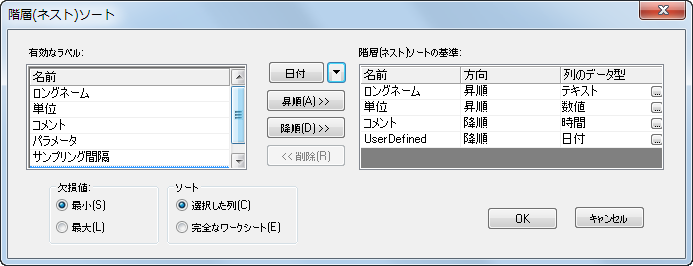 階層(ネスト)ソート
有効なラベル:
名前
ロングネーム
単位
コメント
パラメータ
サンプリング間隔
日付
昇順(A) >>
降順(D) >>
<< 削除(R)
階層(ネスト)ソートの基準:
名前 方向 列のデータ型
ロングネーム 昇順 テキスト ...
単位 昇順 数値 ...
コメント 降順 時間 ...
UserDefined 降順 日付 ...
欠損値:
最小(S)
最大(L)
ソート
選択した列(C)
完全なワークシート(E)
OK
キャンセル